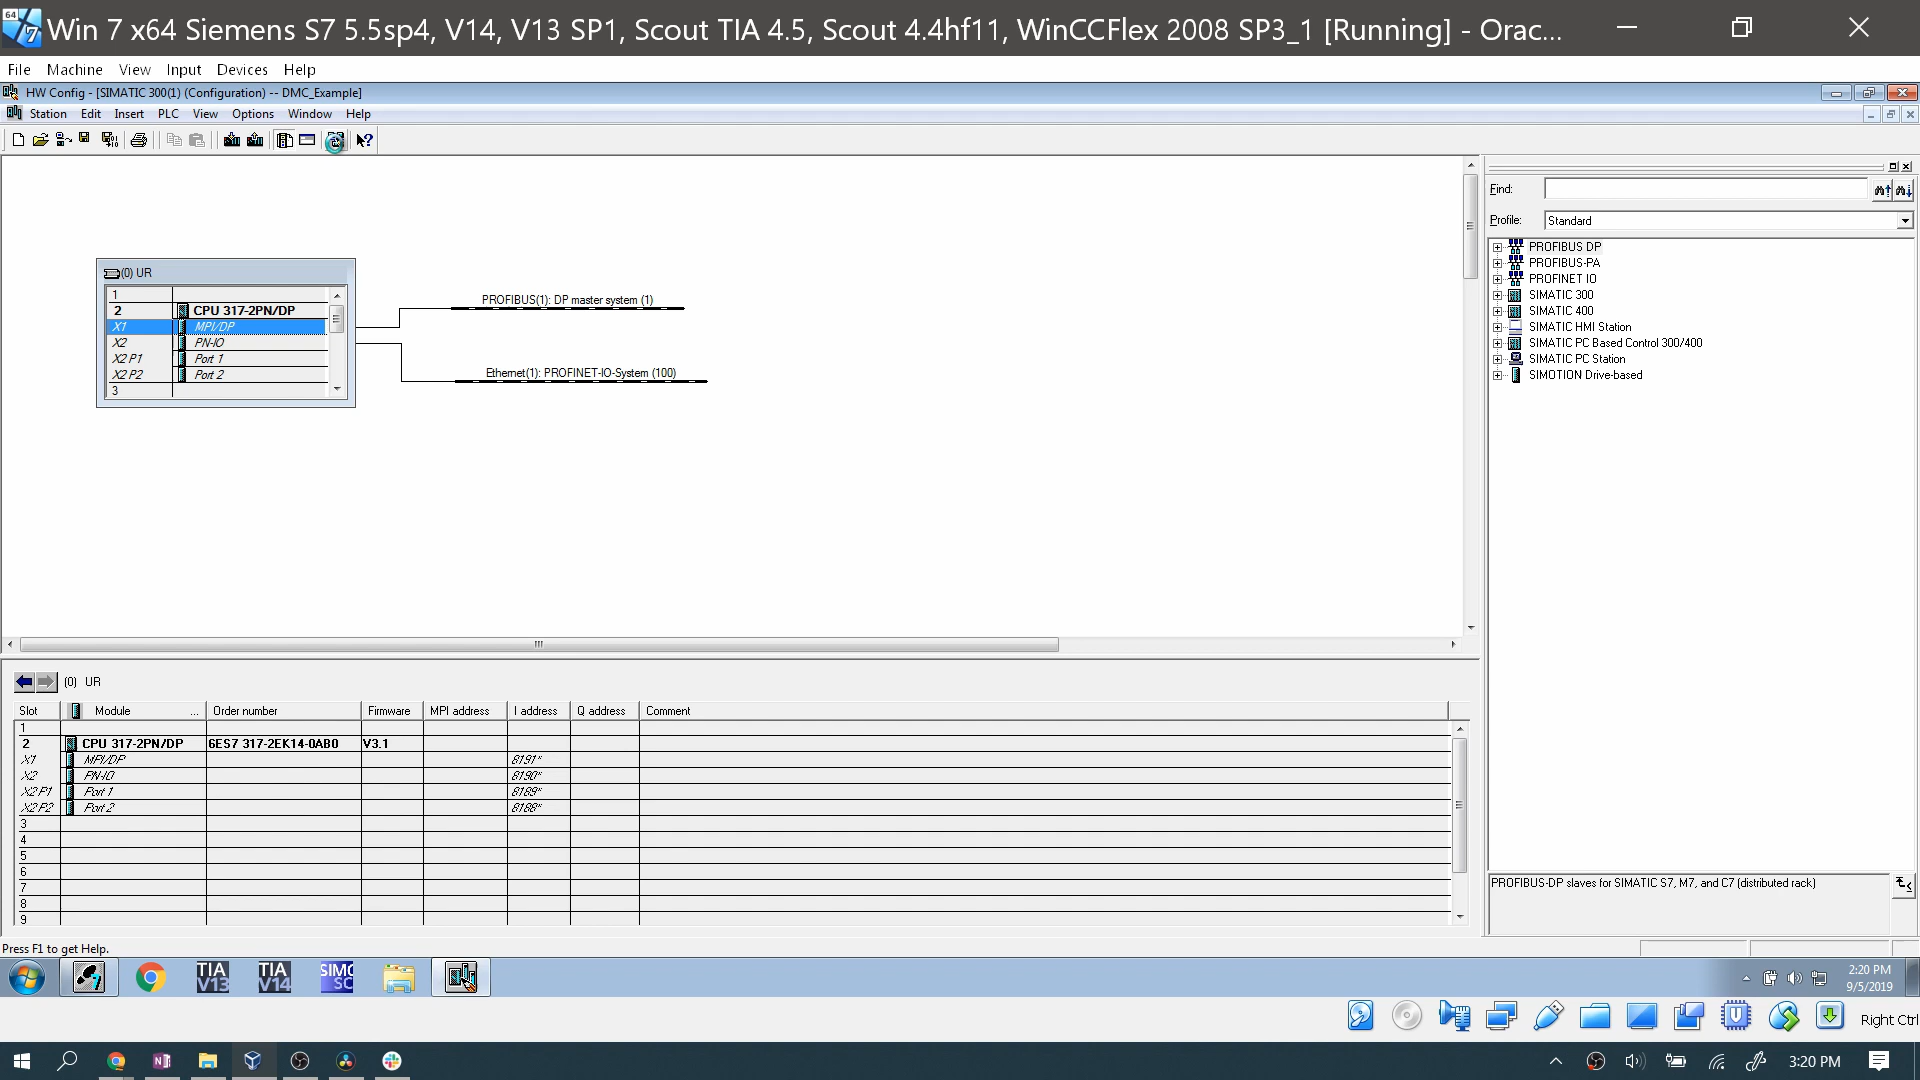 Win 7 x64 Siemens S7 5.5sp4, V14, V13 SP1, Scout TIA 4.5, Scout 4.4hf11, WinCCFlex 2008 SP3_1 [Running] - Orac...
File Machine View Input Devices Help
HW Config - [SIMATIC 300(1) (Configuration) -- DMC_Example]
Station Edit Insert PLC View Options Window Help
Find:
Profile: Standard
PROFIBUS DP
PROFIBUS-PA
PROFINET IO
SIMATIC 300
SIMATIC 400
SIMATIC HMI Station
SIMATIC PC Based Control 300/400
SIMATIC PC Station
SIMOTION Drive-based
(0) UR
1
2 CPU 317-2PN/DP
X1 MPI/DP
X2 PN-IO
X2 P1 Port 1
X2 P2 Port 2
3
PROFIBUS(1): DP master system (1)
Ethernet(1): PROFINET-IO-System (100)
(0) UR
Slot Module ... Order number Firmware MPI address I address Q address Comment
1
2 CPU 317-2PN/DP 6ES7 317-2EK14-0AB0 V3.1
X1 MPI/DP 8191*
X2 PN-IO 8190*
X2 P1 Port 1 8189*
X2 P2 Port 2 8188*
3
4
5
6
7
8
9
PROFIBUS-DP slaves for SIMATIC S7, M7, and C7 (distributed rack)
Press F1 to get Help.
TIA V13
TIA V14
SIMO SC
2:20 PM
9/5/2019
Right Ctrl
3:20 PM